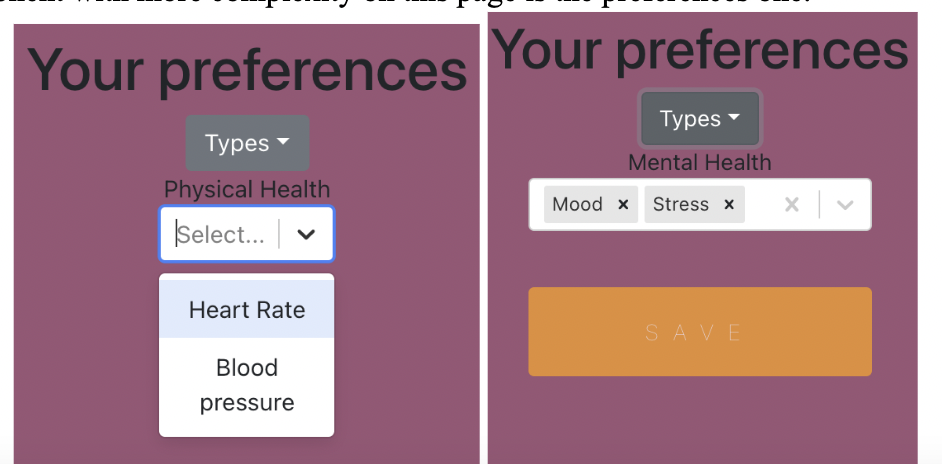 ment with more complexity on this page is the preferences one.
Your preferences
Types
Physical Health
Select...
Heart Rate
Blood
pressure
Your preferences
Types
Mental Health
Mood × Stress ×
SAVE